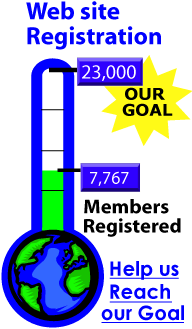 Web site
Registration
23,000
OUR
GOAL
7,767
Members
Registered
Help us
Reach
our Goal